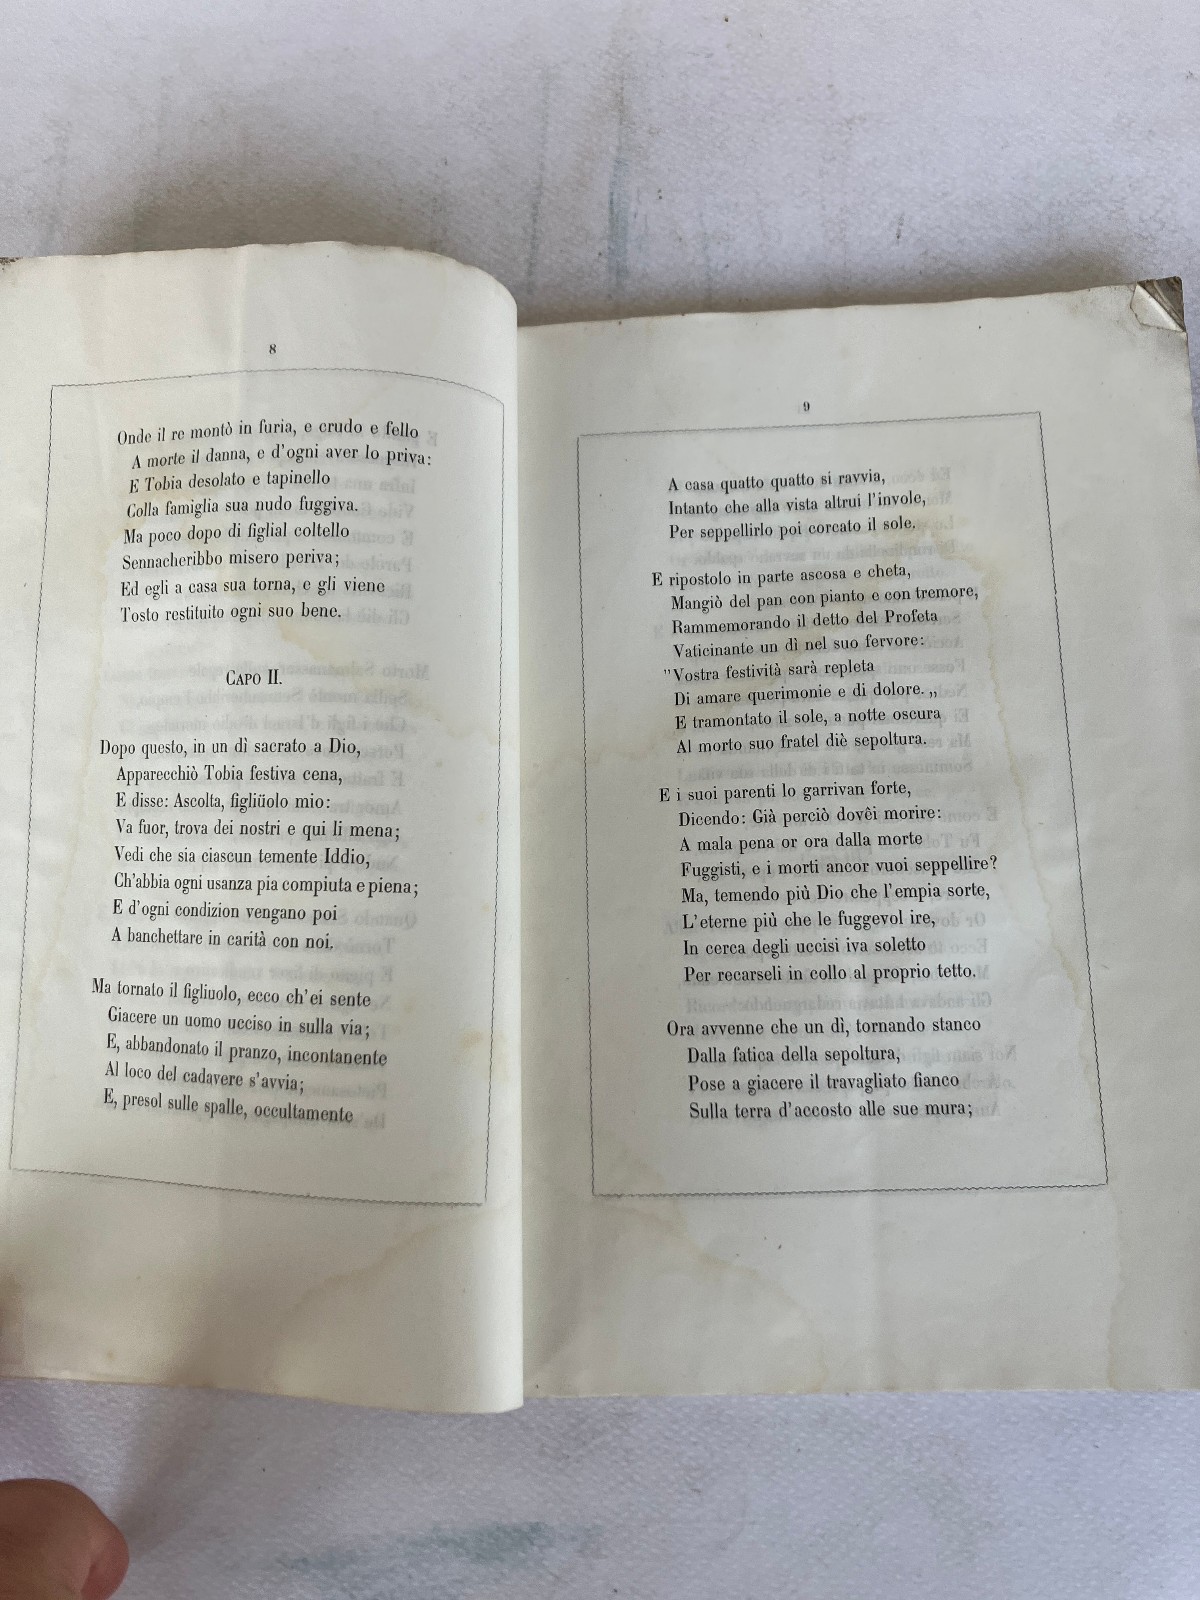 8
Onde il re montò in furia, e crudo e fello
A morte il danna, e d'ogni aver lo priva:
E Tobia desolato e tapinello
Colla famiglia sua nudo fuggiva.
Ma poco dopo di figlial coltello
Sennacheribbo misero periva;
Ed egli a casa sua torna, e gli viene
Tosto restituito ogni suo bene.
CAPO II.
Dopo questo, in un dì sacrato a Dio,
Apparecchiò Tobia festiva cena,
E disse: Ascolta, figliüolo mio:
Va fuor, trova dei nostri e qui li mena;
Vedi che sia ciascun temente Iddio,
Ch'abbia ogni usanza pia compiuta e piena;
E d'ogni condizion vengano poi
A banchettare in carità con noi.
Ma tornato il figliuolo, ecco ch'ei sente
Giacere un uomo ucciso in sulla via;
E, abbandonato il pranzo, incontanente
Al loco del cadavere s'avvia;
E, presol sulle spalle, occultamente
9
A casa quatto quatto si ravvia,
Intanto che alla vista altrui l'invole,
Per seppellirlo poi corcato il sole.
E ripostolo in parte ascosa e cheta,
Mangiò del pan con pianto e con tremore,
Rammemorando il detto del Profeta
Vaticinante un dì nel suo fervore:
"Vostra festività sarà repleta
Di amare querimonie e di dolore.„
E tramontato il sole, a notte oscura
Al morto suo fratel diè sepoltura.
E i suoi parenti lo garrivan forte,
Dicendo: Già perciò dovêi morire:
A mala pena or ora dalla morte
Fuggisti, e i morti ancor vuoi seppellire?
Ma, temendo più Dio che l'empia sorte,
L'eterne più che le fuggevol ire,
In cerca degli uccisi iva soletto
Per recarseli in collo al proprio tetto.
Ora avvenne che un dì, tornando stanco
Dalla fatica della sepoltura,
Pose a giacere il travagliato fianco
Sulla terra d'accosto alle sue mura;